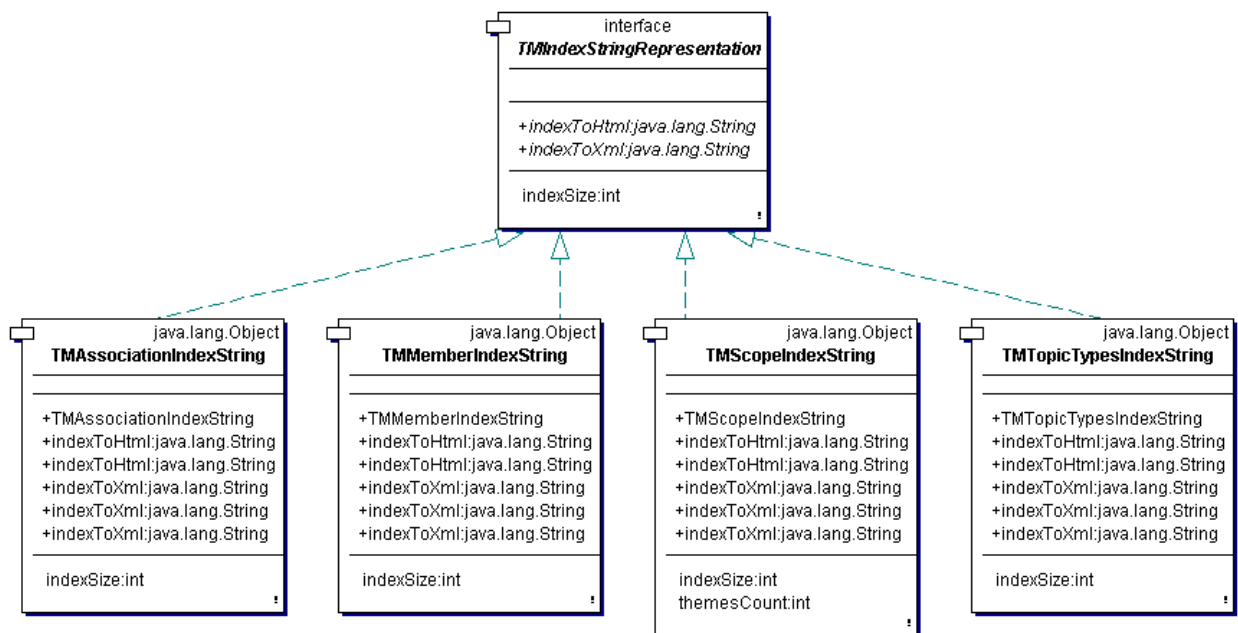 interface
TMIndexStringRepresentation
+indexToHtml:java.lang.String
+indexToXml:java.lang.String
indexSize:int
!
java.lang.Object
TMAssociationIndexString
+TMAssociationIndexString
+indexToHtml:java.lang.String
+indexToHtml:java.lang.String
+indexToXml:java.lang.String
+indexToXml:java.lang.String
+indexToXml:java.lang.String
indexSize:int
!
java.lang.Object
TMMemberIndexString
+TMMemberIndexString
+indexToHtml:java.lang.String
+indexToHtml:java.lang.String
+indexToXml:java.lang.String
+indexToXml:java.lang.String
+indexToXml:java.lang.String
indexSize:int
!
java.lang.Object
TMScopeIndexString
+TMScopeIndexString
+indexToHtml:java.lang.String
+indexToHtml:java.lang.String
+indexToXml:java.lang.String
+indexToXml:java.lang.String
+indexToXml:java.lang.String
indexSize:int
themesCount:int
!
java.lang.Object
TMTopicTypesIndexString
+TMTopicTypesIndexString
+indexToHtml:java.lang.String
+indexToHtml:java.lang.String
+indexToXml:java.lang.String
+indexToXml:java.lang.String
+indexToXml:java.lang.String
indexSize:int
!